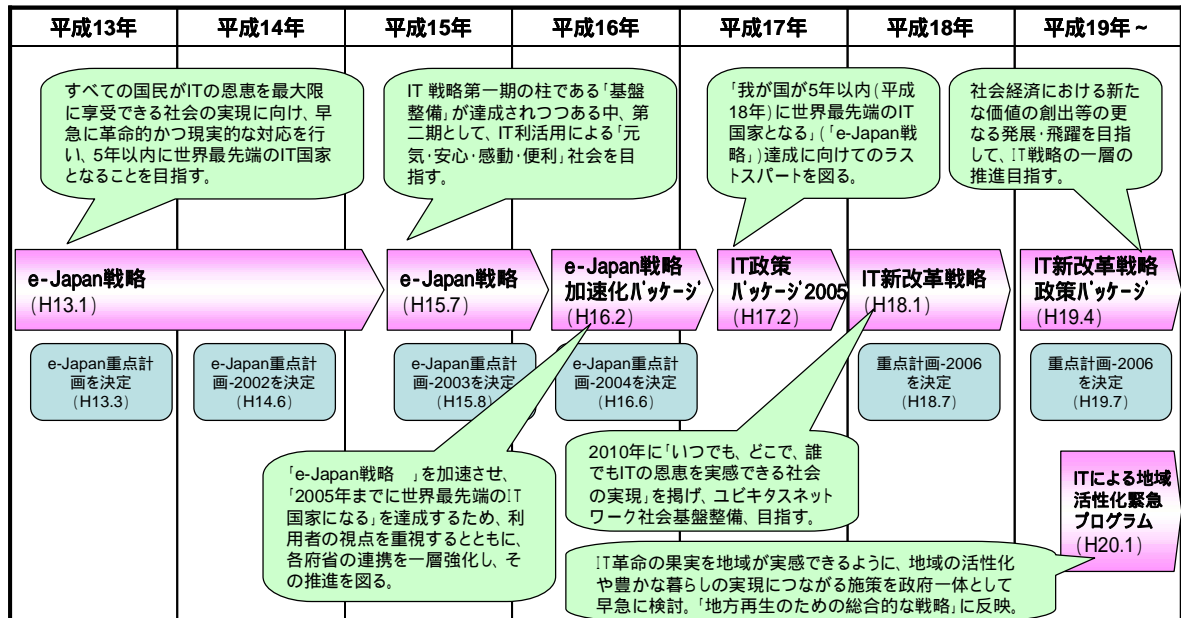 平成13年
平成14年
平成15年
平成16年
平成17年
平成18年
平成19年~
すべての国民がITの恩恵を最大限
に享受できる社会の実現に向け、早
急に革命的かつ現実的な対応を行
い、5年以内に世界最先端のIT国家
となることを目指す。
IT 戦略第一期の柱である「基盤
整備」が達成されつつある中、第
二期として、IT利活用による「元
気・安心・感動・便利」社会を目
指す。
「我が国が5年以内(平成
18年)に世界最先端のIT
国家となる」(「e-Japan戦
略」)達成に向けてのラス
トスパートを図る。
社会経済における新た
な価値の創出等の更
なる発展・飛躍を目指
して、IT戦略の一層の
推進目指す。
e-Japan戦略
(H13.1)
e-Japan戦略
(H15.7)
e-Japan戦略
加速化パッケージ
(H16.2)
IT政策
パッケージ2005
(H17.2)
IT新改革戦略
(H18.1)
IT新改革戦略
政策パッケージ
(H19.4)
e-Japan重点計
画を決定
(H13.3)
e-Japan重点計
画-2002を決定
(H14.6)
e-Japan重点計
画-2003を決定
(H15.8)
e-Japan重点計
画-2004を決定
(H16.6)
重点計画-2006
を決定
(H18.7)
重点計画-2006
を決定
(H19.7)
「e-Japan戦略 」を加速させ、
「2005年までに世界最先端のIT
国家になる」を達成するため、利
用者の視点を重視するとともに、
各府省の連携を一層強化し、そ
の推進を図る。
2010年に「いつでも、どこで、誰
でもITの恩恵を実感できる社会
の実現」を掲げ、ユビキタスネット
ワーク社会基盤整備、目指す。
ITによる地域
活性化緊急
プログラム
(H20.1)
IT革命の果実を地域が実感できるように、地域の活性化
や豊かな暮らしの実現につながる施策を政府一体として
早急に検討。「地方再生のための総合的な戦略」に反映。